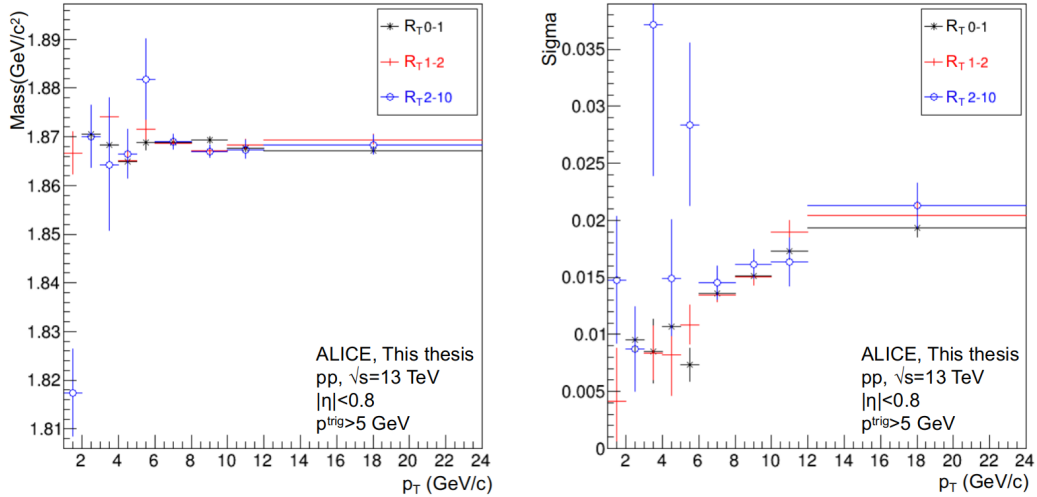 Mass(GeV/c²)
1.89
1.88
1.87
1.86
1.85
1.84
1.83
1.82
1.81
R_T 0-1
R_T 1-2
R_T 2-10
ALICE, This thesis
pp, √s=13 TeV
|η|<0.8
p^trig>5 GeV
2 4 6 8 10 12 14 16 18 20 22 24
p_T (GeV/c)
Sigma
0.035
0.03
0.025
0.02
0.015
0.01
0.005
0
R_T 0-1
R_T 1-2
R_T 2-10
ALICE, This thesis
pp, √s=13 TeV
|η|<0.8
p^trig>5 GeV
2 4 6 8 10 12 14 16 18 20 22 24
p_T (GeV/c)